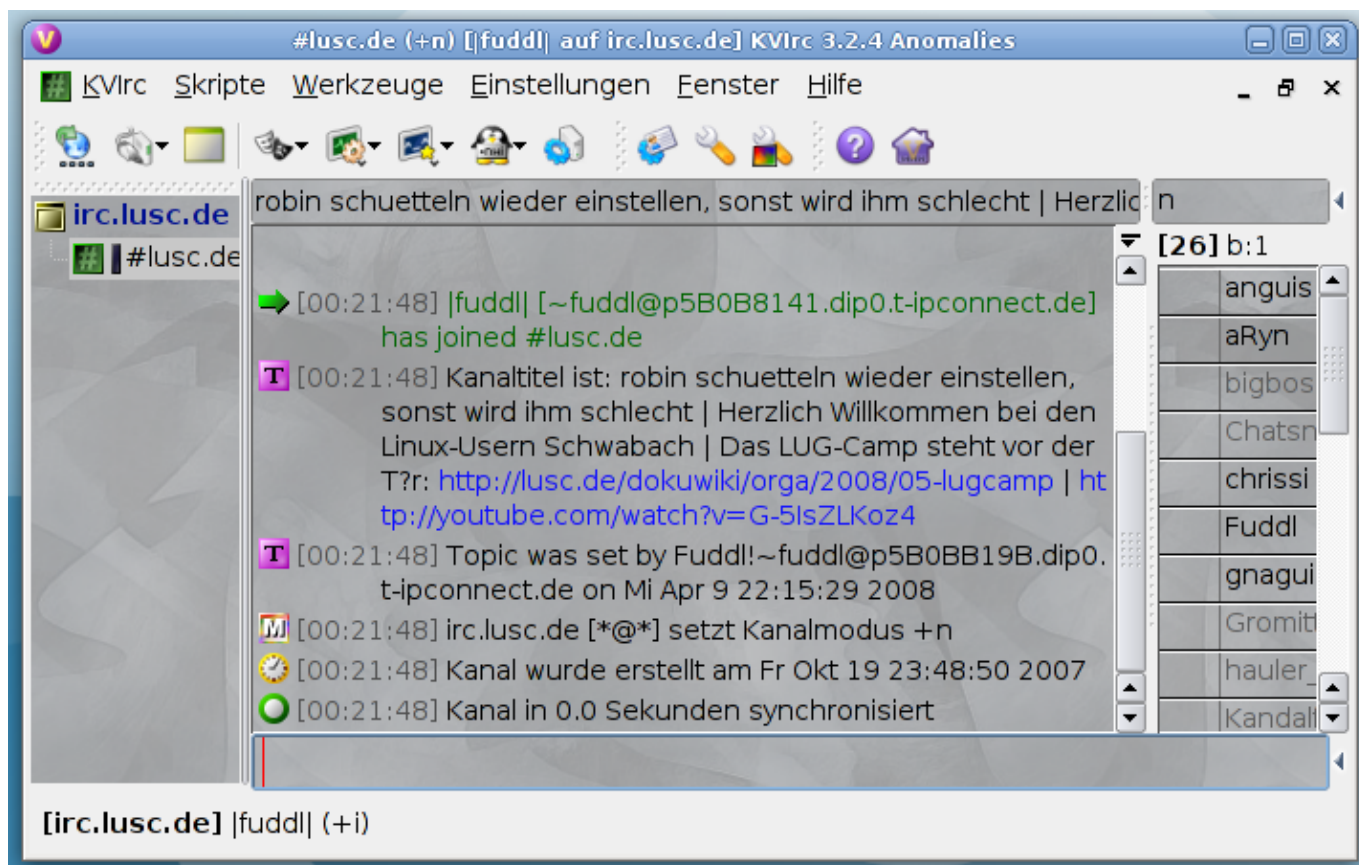 #lusc.de (+n) [|fuddl| auf irc.lusc.de] KVIrc 3.2.4 Anomalies
KVIrc Skripte Werkzeuge Einstellungen Fenster Hilfe
irc.lusc.de
#lusc.de
robin schuetteln wieder einstellen, sonst wird ihm schlecht | Herzlic
n
[00:21:48] |fuddl| [~fuddl@p5B0B8141.dip0.t-ipconnect.de]
has joined #lusc.de
[00:21:48] Kanaltitel ist: robin schuetteln wieder einstellen,
sonst wird ihm schlecht | Herzlich Willkommen bei den
Linux-Usern Schwabach | Das LUG-Camp steht vor der
T?r: http://lusc.de/dokuwiki/orga/2008/05-lugcamp | ht
tp://youtube.com/watch?v=G-5IsZLKoz4
[00:21:48] Topic was set by Fuddl!~fuddl@p5B0BB19B.dip0.
t-ipconnect.de on Mi Apr 9 22:15:29 2008
[00:21:48] irc.lusc.de [*@*] setzt Kanalmodus +n
[00:21:48] Kanal wurde erstellt am Fr Okt 19 23:48:50 2007
[00:21:48] Kanal in 0.0 Sekunden synchronisiert
[26] b:1
anguis
aRyn
bigbos
Chatsn
chrissi
Fuddl
gnagui
Gromitt
hauler_
Kandalf
[irc.lusc.de] |fuddl| (+i)